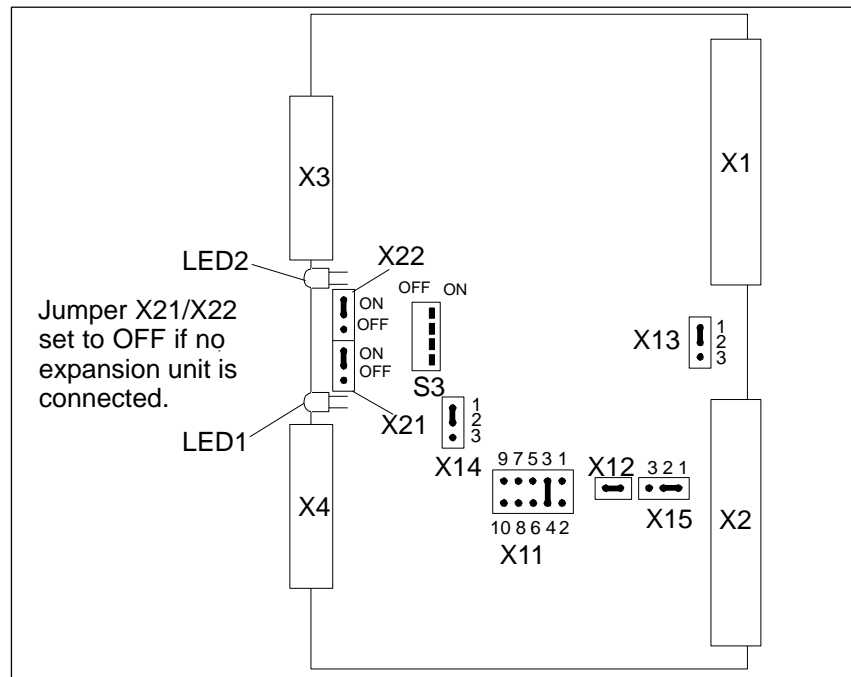 X3
X1
LED2
X22
OFF ON
ON
OFF
ON
OFF
Jumper X21/X22
set to OFF if no
expansion unit is
connected.
S3
X13
1
2
3
LED1
X21
1
2
3
X14
X4
9 7 5 3 1
10 8 6 4 2
X11
X12
3 2 1
X15
X2